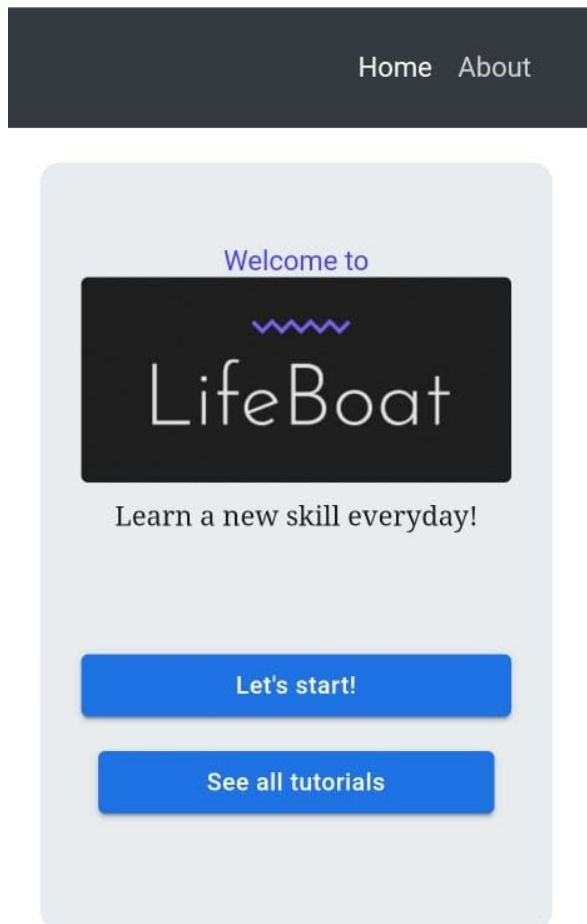 Home About
Welcome to
LifeBoat
Learn a new skill everyday!
Let's start!
See all tutorials